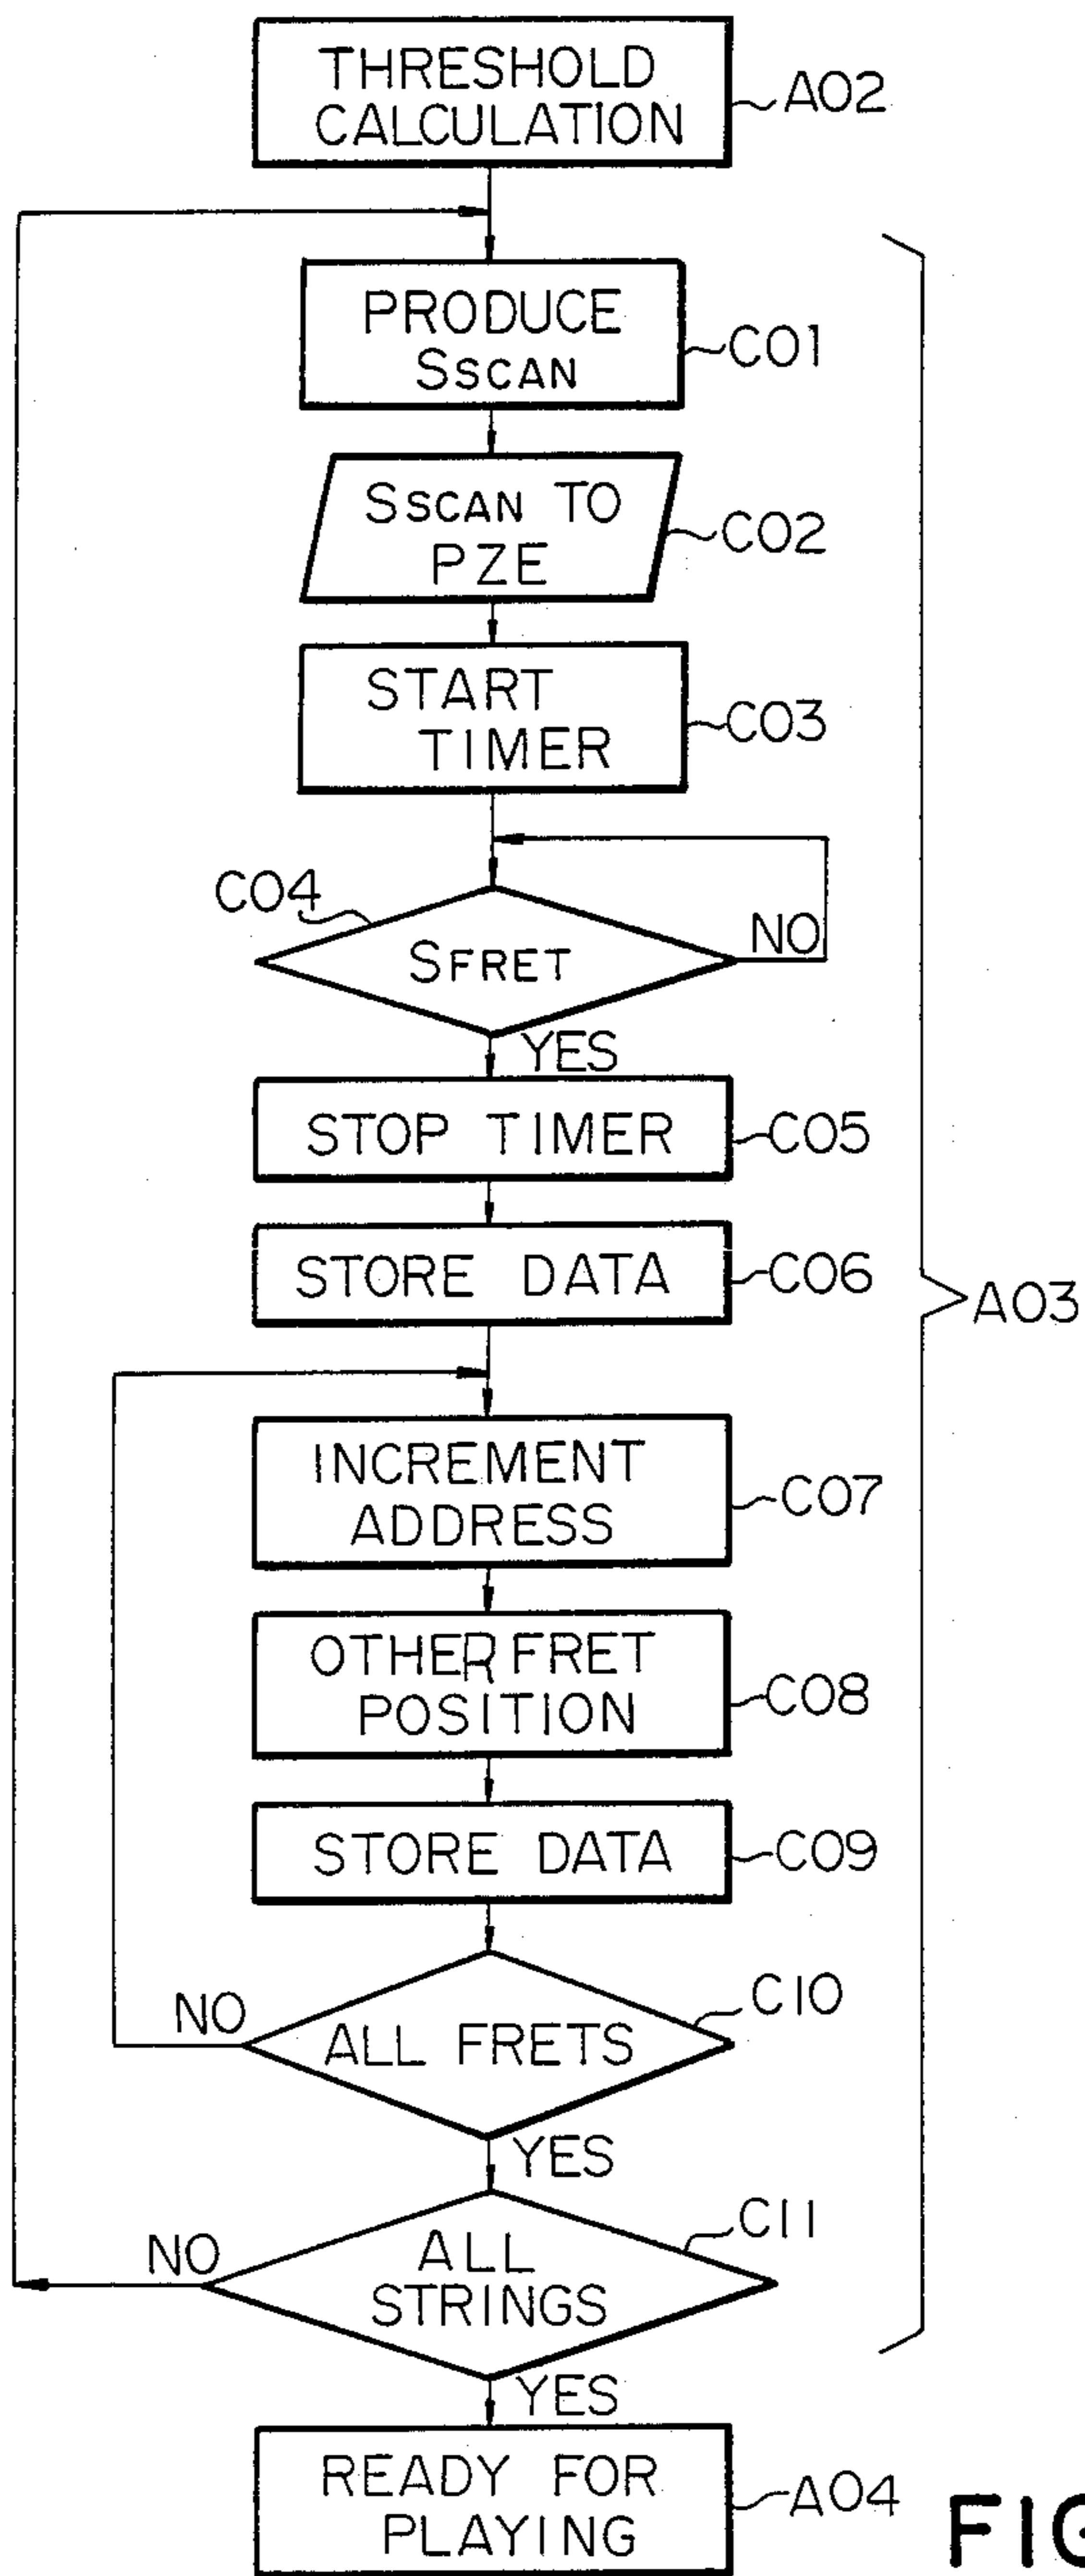 THRESHOLD
CALCULATION
A02
PRODUCE
SSCAN
C01
SSCAN TO
PZE
C02
START
TIMER
C03
C04
SFRET
NO
YES
STOP TIMER
C05
STORE DATA
C06
A03
INCREMENT
ADDRESS
C07
OTHER FRET
POSITION
C08
STORE DATA
C09
C10
NO
ALL FRETS
YES
C11
NO
ALL
STRINGS
YES
READY FOR
PLAYING
A04